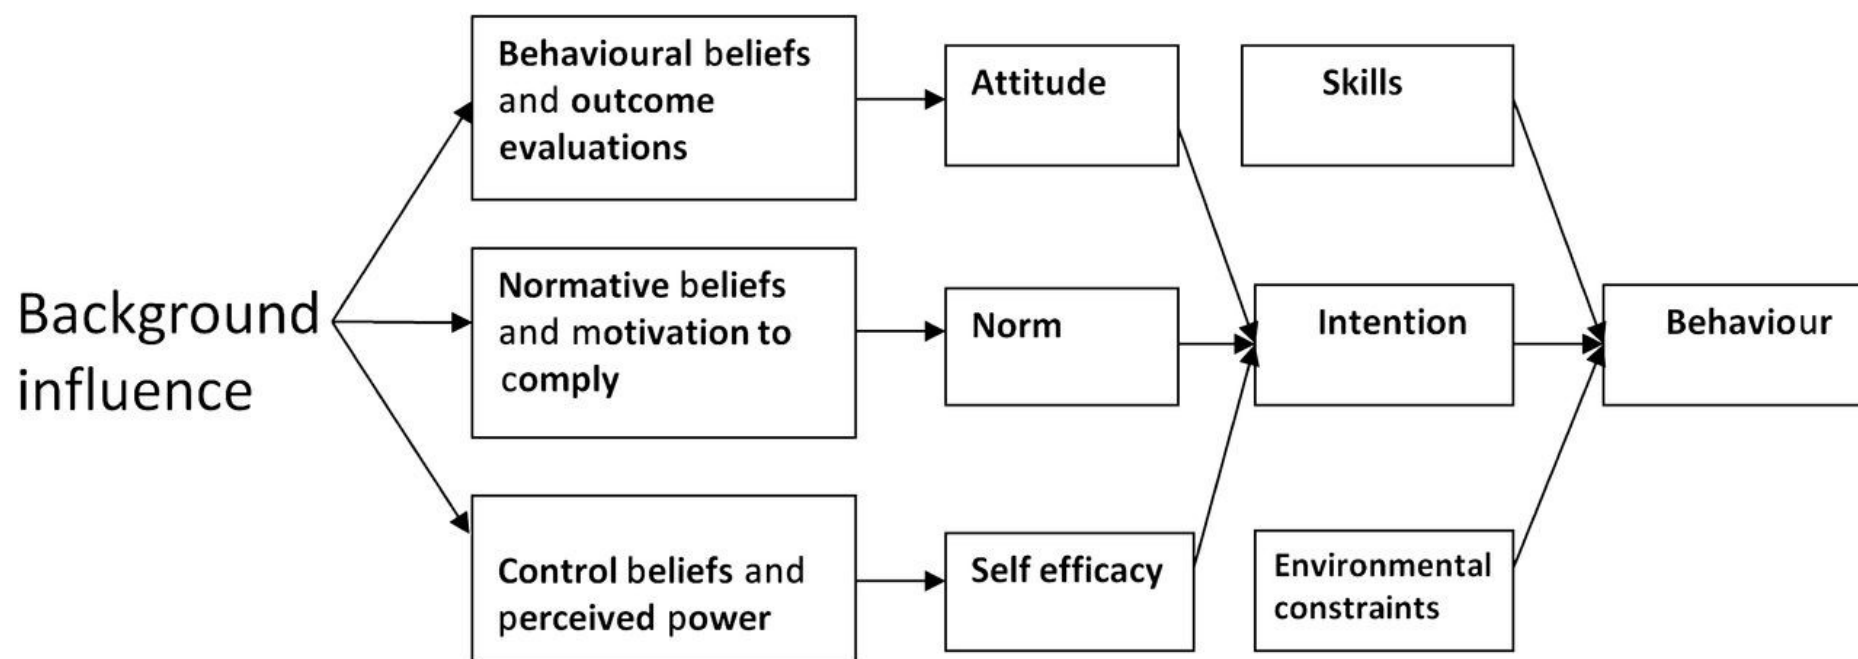 Background
influence
Behavioural beliefs
and outcome
evaluations
Normative beliefs
and motivation to
comply
Control beliefs and
perceived power
Attitude
Norm
Self efficacy
Skills
Intention
Environmental
constraints
Behaviour